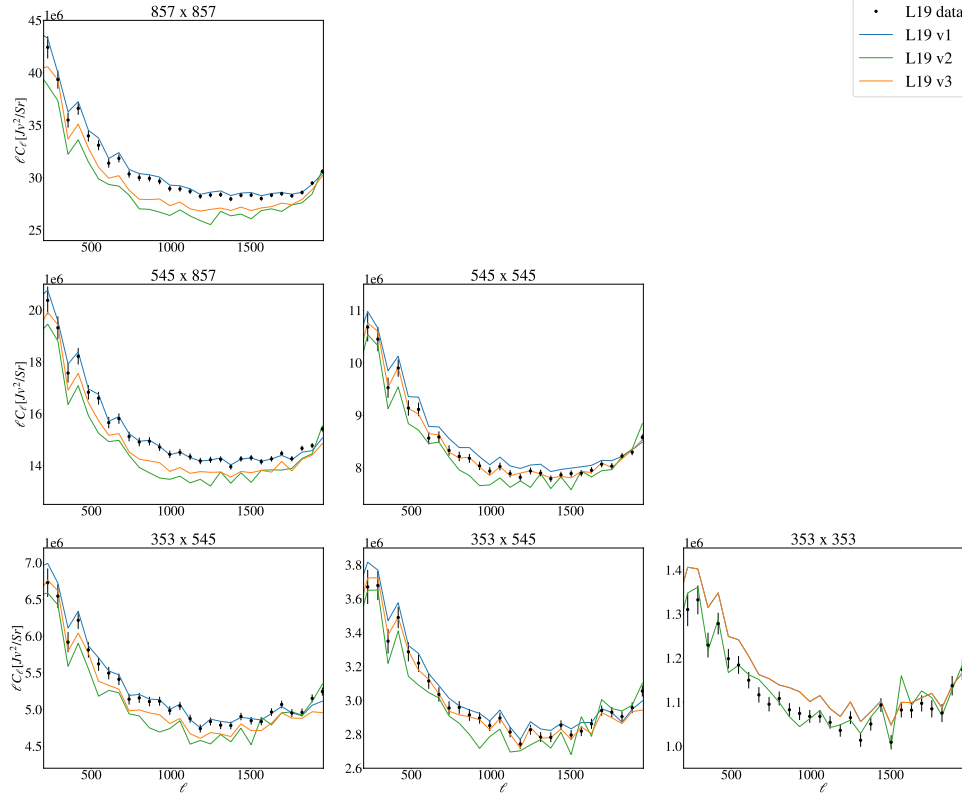 857 x 857
1e6
45
40
35
30
25
500 1000 1500
ℓCℓ[Jν²/Sr]
L19 data
L19 v1
L19 v2
L19 v3
545 x 857
1e6
20
18
16
14
500 1000 1500
ℓCℓ[Jν²/Sr]
545 x 545
1e6
11
10
9
8
500 1000 1500
353 x 545
1e6
7.0
6.5
6.0
5.5
5.0
4.5
500 1000 1500
ℓCℓ[Jν²/Sr]
ℓ
353 x 545
1e6
3.8
3.6
3.4
3.2
3.0
2.8
2.6
500 1000 1500
ℓ
353 x 353
1e6
1.4
1.3
1.2
1.1
1.0
500 1000 1500
ℓ